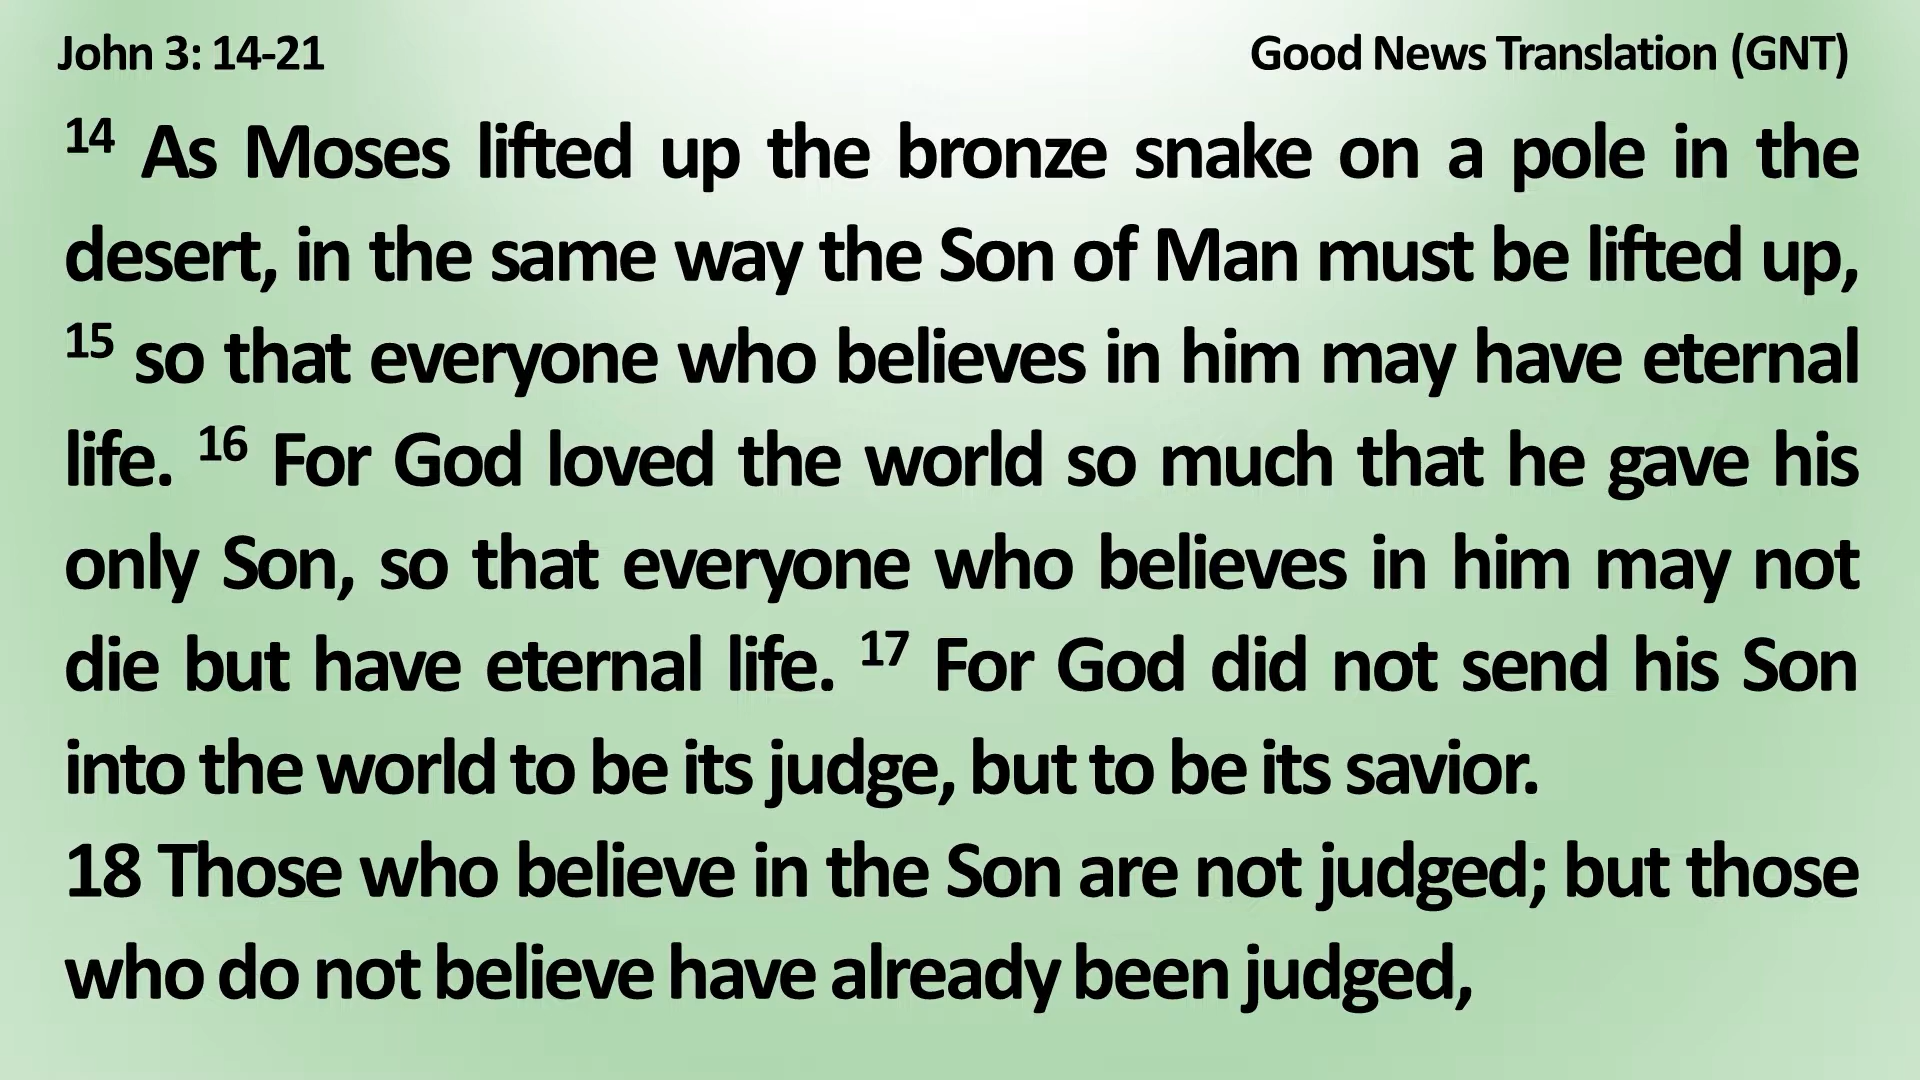 John 3: 14-21 Good News Translation (GNT)
14 As Moses lifted up the bronze snake on a pole in the
desert, in the same way the Son of Man must be lifted up,
15 so that everyone who believes in him may have eternal
life. 16 For God loved the world so much that he gave his
only Son, so that everyone who believes in him may not
die but have eternal life. 17 For God did not send his Son
into the world to be its judge, but to be its savior.
18 Those who believe in the Son are not judged; but those
who do not believe have already been judged,